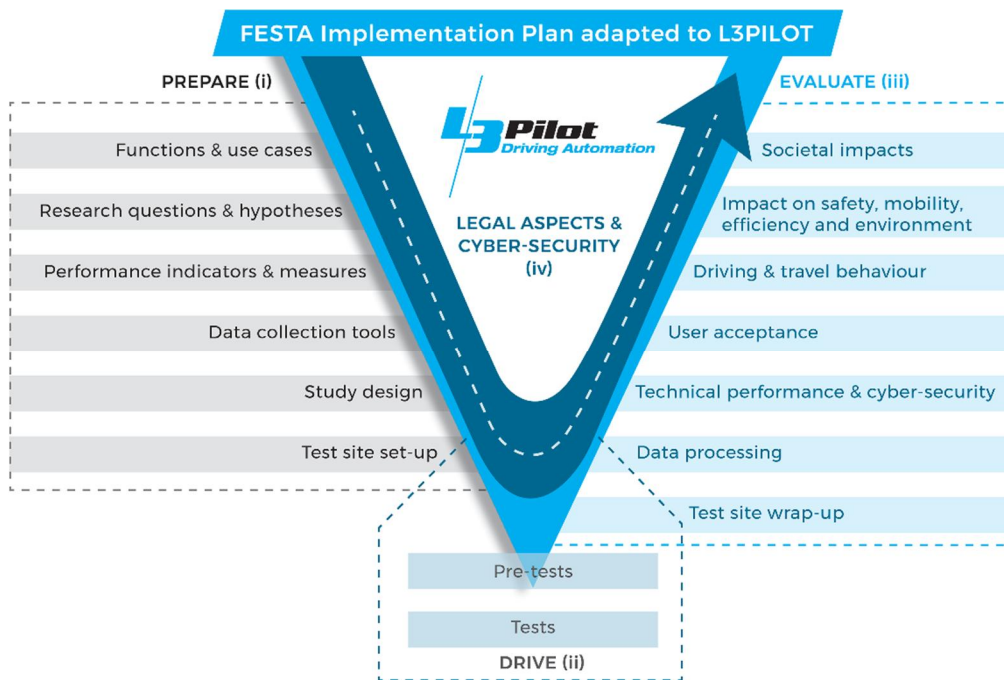 FESTA Implementation Plan adapted to L3PILOT
PREPARE (i)
Functions & use cases
Research questions & hypotheses
Performance indicators & measures
Data collection tools
Study design
Test site set-up
L3Pilot
Driving Automation
LEGAL ASPECTS &
CYBER-SECURITY
(iv)
EVALUATE (iii)
Societal impacts
Impact on safety, mobility,
efficiency and environment
Driving & travel behaviour
User acceptance
Technical performance & cyber-security
Data processing
Test site wrap-up
Pre-tests
Tests
DRIVE (ii)